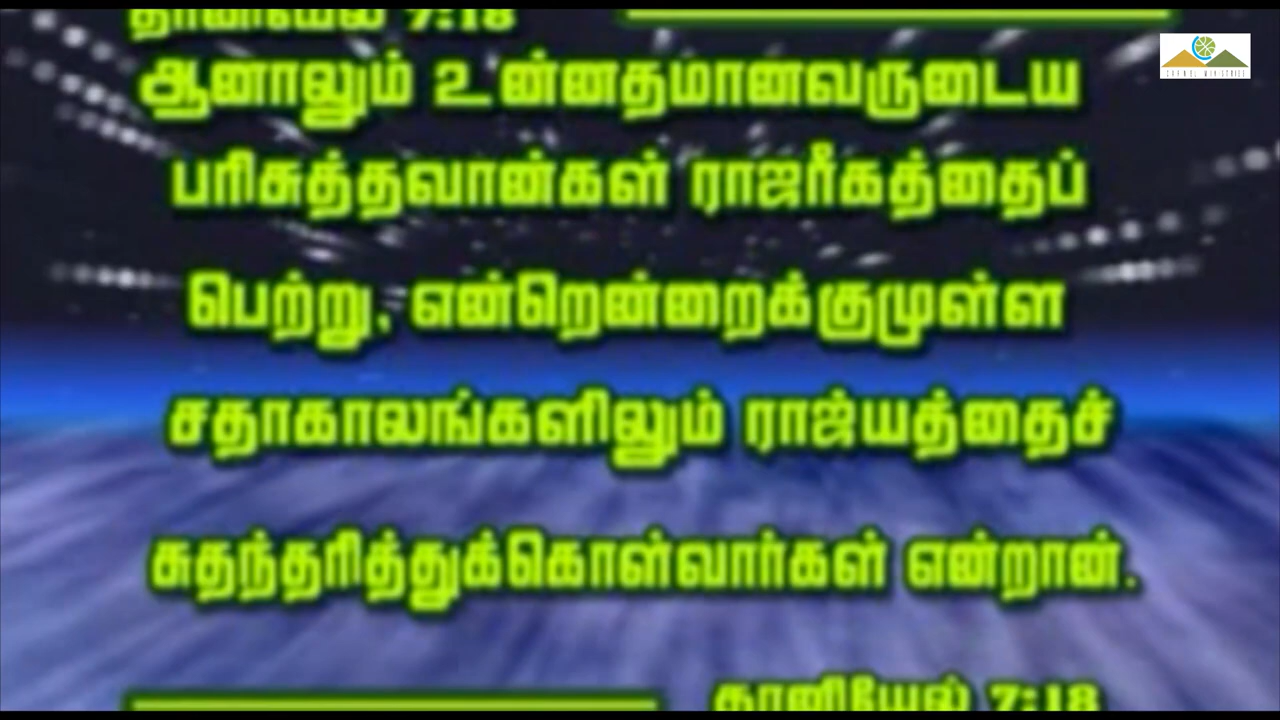 தானியேல் 7:18
ஆனாலும் உன்னதமானவருடைய
பரிசுத்தவான்கள் ராஜரீகத்தைப்
பெற்று, என்றென்றைக்குமுள்ள
சதாகாலங்களிலும் ராஜ்யத்தைச்
சுதந்தரித்துக்கொள்வார்கள் என்றான்.
தானியேல் 7:18